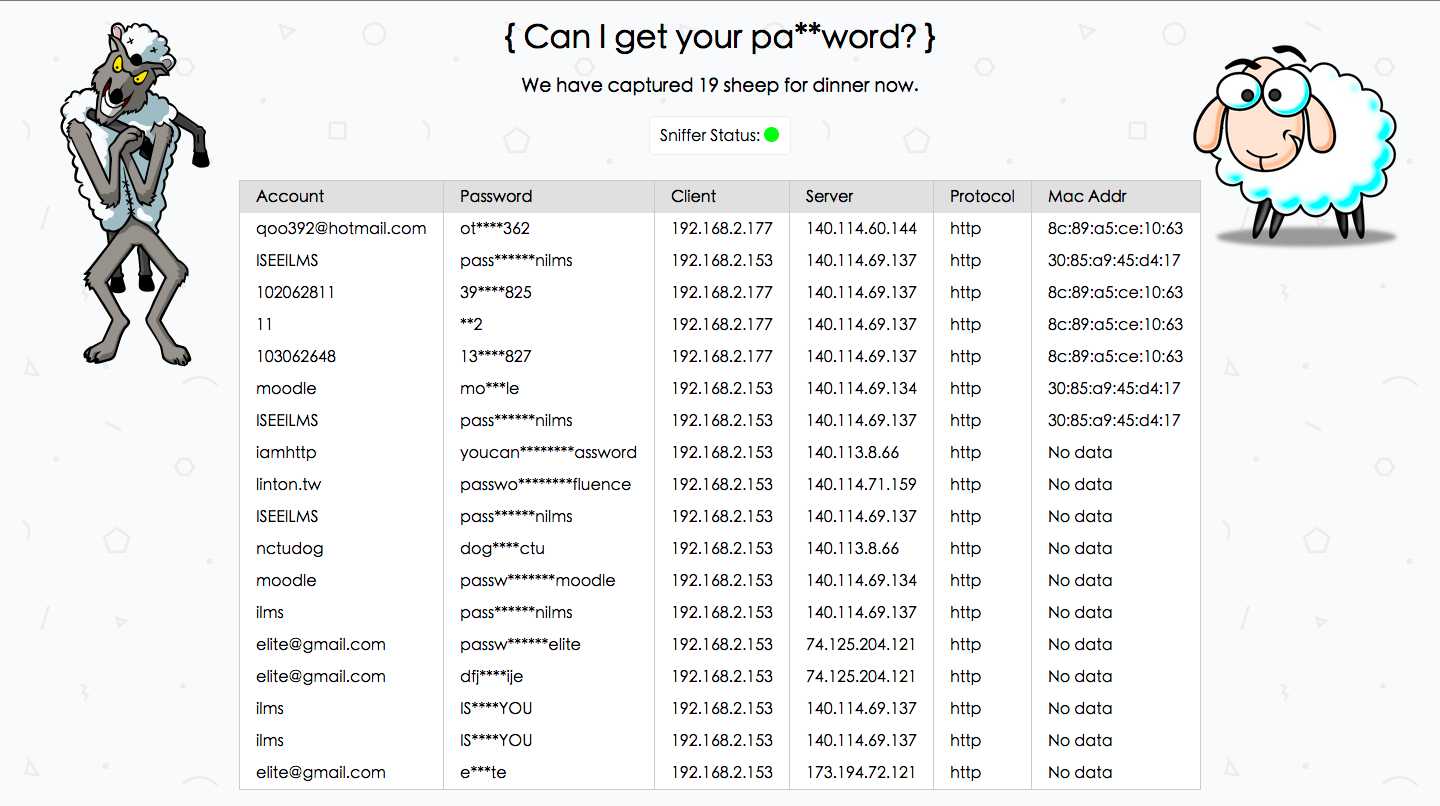 { Can I get your pa**word? }
We have captured 19 sheep for dinner now.
Sniffer Status:
Account Password Client Server Protocol Mac Addr
qoo392@hotmail.com ot****362 192.168.2.177 140.114.60.144 http 8c:89:a5:ce:10:63
ISEEILMS pass******nilms 192.168.2.153 140.114.69.137 http 30:85:a9:45:d4:17
102062811 39****825 192.168.2.177 140.114.69.137 http 8c:89:a5:ce:10:63
11 **2 192.168.2.177 140.114.69.137 http 8c:89:a5:ce:10:63
103062648 13****827 192.168.2.177 140.114.69.137 http 8c:89:a5:ce:10:63
moodle mo***le 192.168.2.153 140.114.69.134 http 30:85:a9:45:d4:17
ISEEILMS pass******nilms 192.168.2.153 140.114.69.137 http 30:85:a9:45:d4:17
iamhttp youcan********assword 192.168.2.153 140.113.8.66 http No data
linton.tw passwo********fluence 192.168.2.153 140.114.71.159 http No data
ISEEILMS pass******nilms 192.168.2.153 140.114.69.137 http No data
nctudog dog****ctu 192.168.2.153 140.113.8.66 http No data
moodle passw*******moodle 192.168.2.153 140.114.69.134 http No data
ilms pass******nilms 192.168.2.153 140.114.69.137 http No data
elite@gmail.com passw******elite 192.168.2.153 74.125.204.121 http No data
elite@gmail.com dfj****ije 192.168.2.153 74.125.204.121 http No data
ilms IS****YOU 192.168.2.153 140.114.69.137 http No data
ilms IS****YOU 192.168.2.153 140.114.69.137 http No data
elite@gmail.com e***te 192.168.2.153 173.194.72.121 http No data